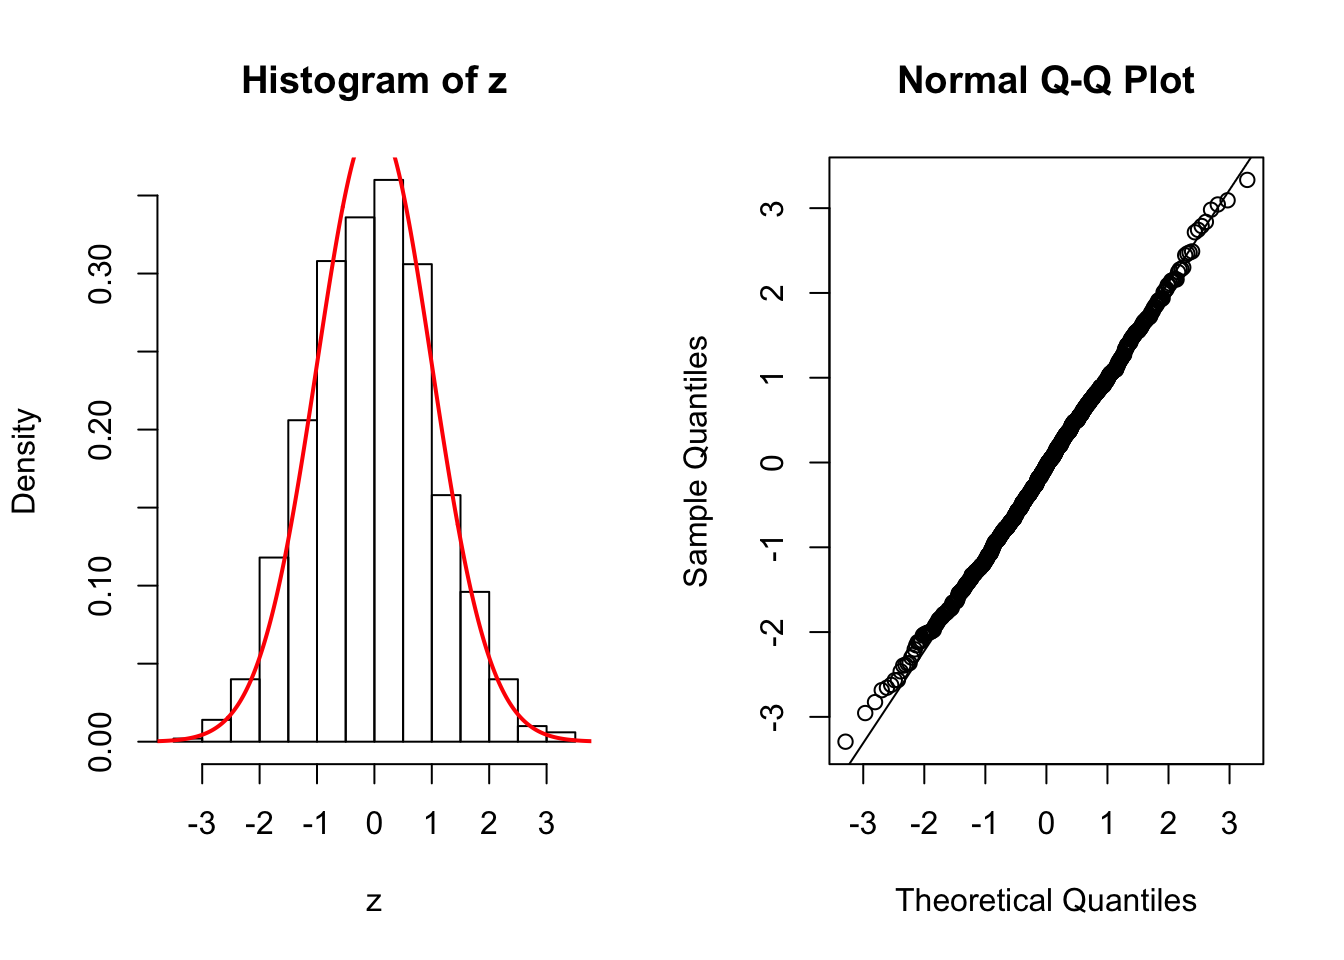 Histogram of z
Density
0.00 0.10 0.20 0.30
-3 -2 -1 0 1 2 3
z
Normal Q-Q Plot
Sample Quantiles
-3 -2 -1 0 1 2 3
-3 -2 -1 0 1 2 3
Theoretical Quantiles